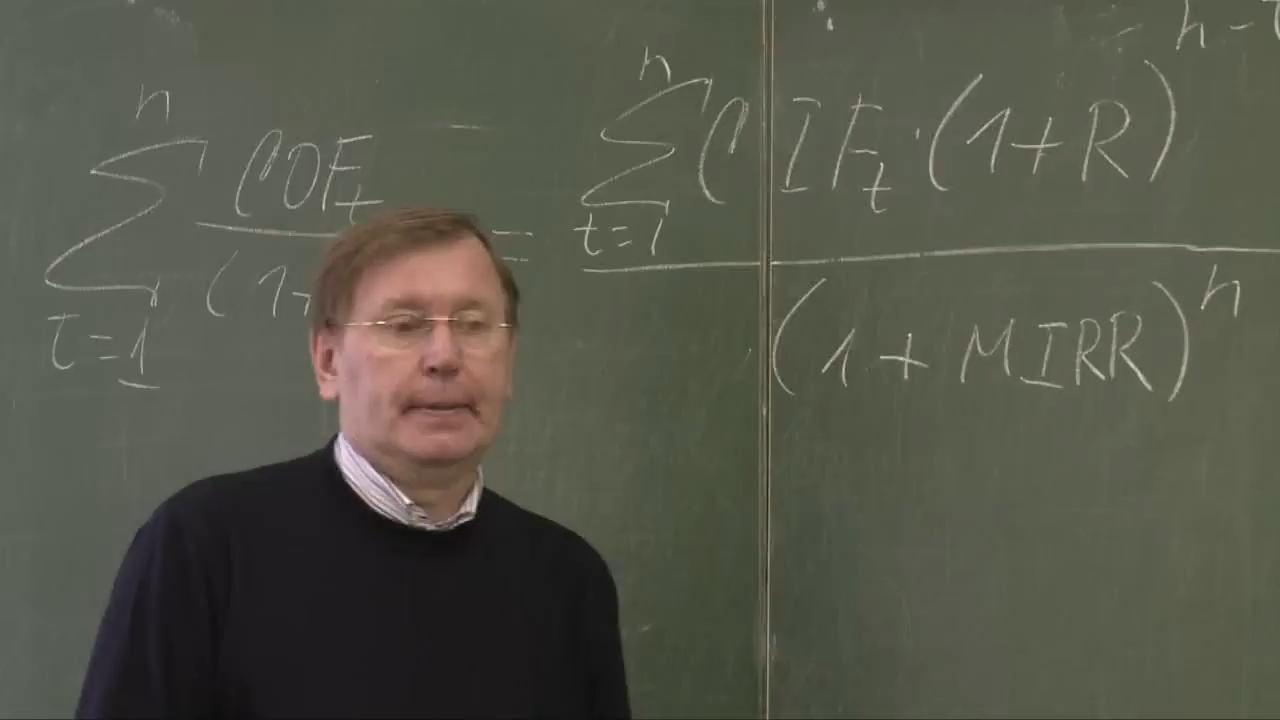 n n n-t
Σ COF_t = Σ CIF_t · (1+R)
t=1 (1+ t=1
(1 + MIRR)^n